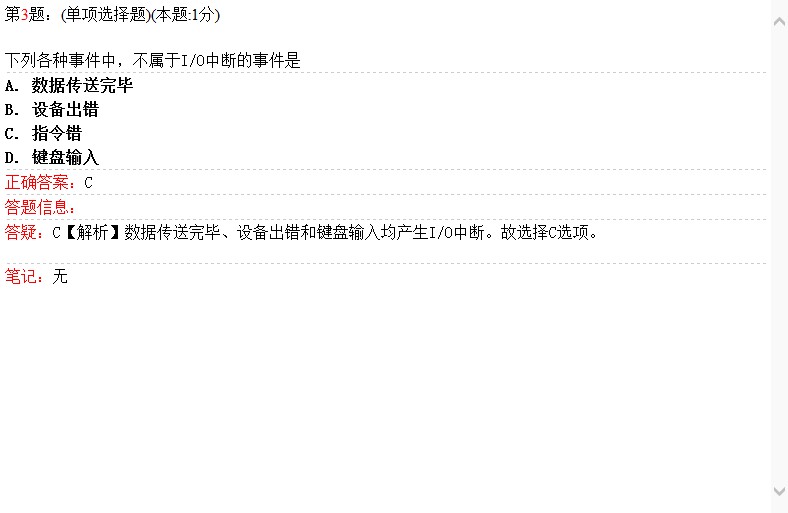 第3题：(单项选择题)(本题:1分)
下列各种事件中，不属于I/O中断的事件是
A. 数据传送完毕
B. 设备出错
C. 指令错
D. 键盘输入
正确答案：C
答题信息：
答疑：C【解析】数据传送完毕、设备出错和键盘输入均产生I/O中断。故选择C选项。
笔记：无